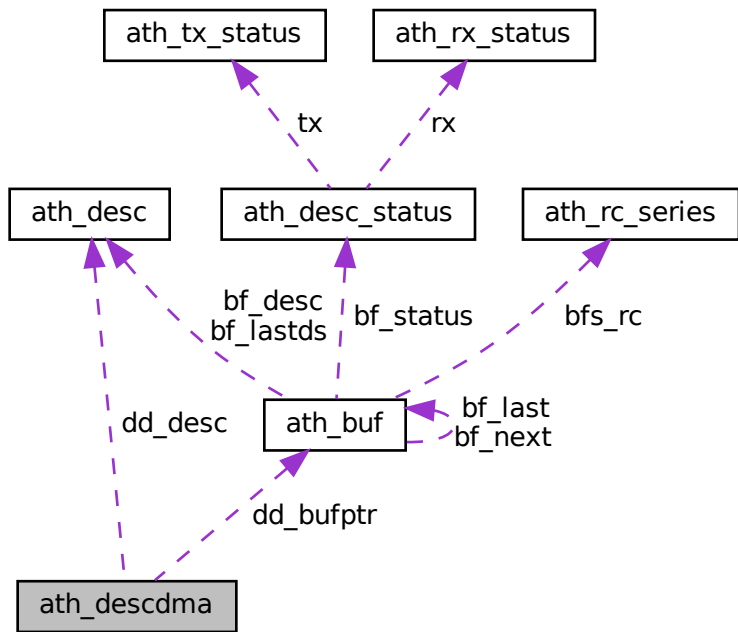 ath_tx_status
ath_rx_status
tx
rx
ath_desc
ath_desc_status
ath_rc_series
bf_desc
bf_lastds
bf_status
bfs_rc
dd_desc
ath_buf
bf_last
bf_next
dd_bufptr
ath_descdma